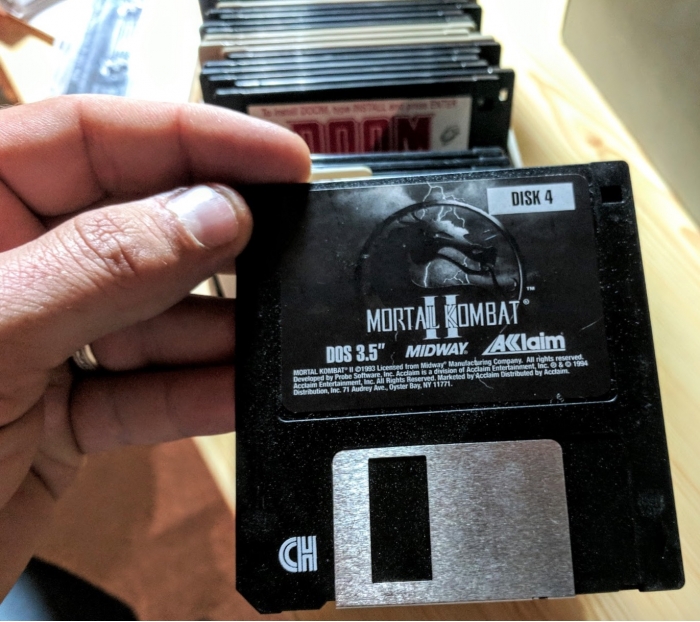 To install DOOM, type INSTALL and press ENTER.
DOOM
DISK 4
MORTAL KOMBAT®
II
™
DOS 3.5" MIDWAY® AKklaim®
MORTAL KOMBAT® II ©1993 Licensed from Midway® Manufacturing Company. All rights reserved.
Developed by Probe Software, Inc. Acclaim is a division of Acclaim Entertainment, Inc. ® & © 1994
Acclaim Entertainment, Inc. All Rights Reserved. Marketed by Acclaim Distributed by Acclaim.
Distribution, Inc. 71 Audrey Ave., Oyster Bay, NY 11771.
CH